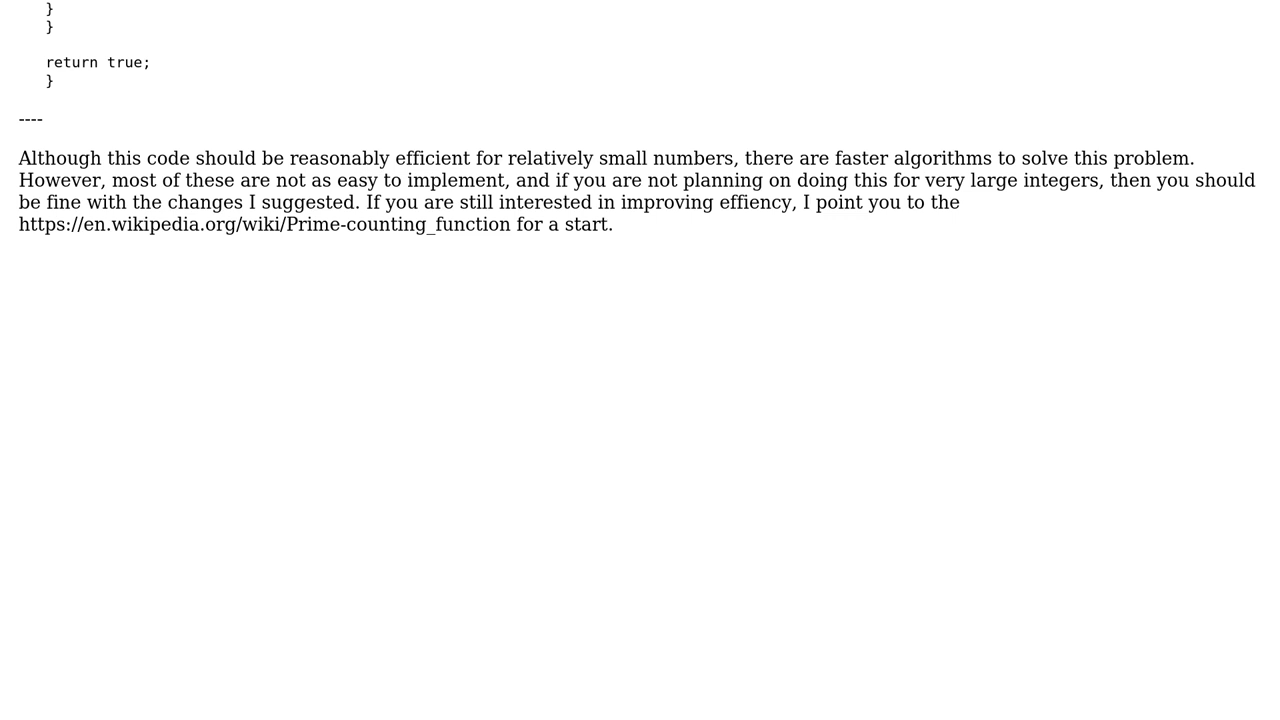 }
}
return true;
}
----
Although this code should be reasonably efficient for relatively small numbers, there are faster algorithms to solve this problem.
However, most of these are not as easy to implement, and if you are not planning on doing this for very large integers, then you should
be fine with the changes I suggested. If you are still interested in improving effiency, I point you to the
https://en.wikipedia.org/wiki/Prime-counting_function for a start.